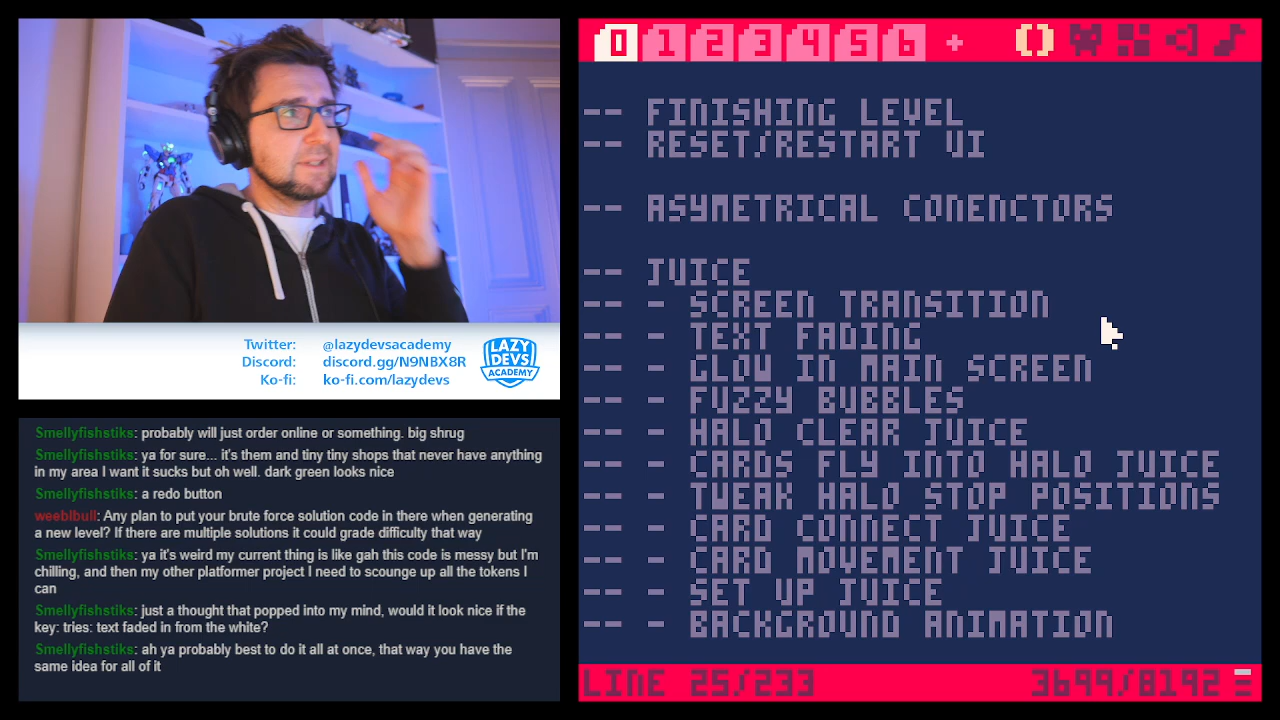 Twitter: @lazydevsacademy
Discord: discord.gg/N9NBX8R
Ko-fi: ko-fi.com/lazydevs
LAZY
DEVS
ACADEMY
Smellyfishstiks: probably will just order online or something. big shrug
Smellyfishstiks: ya for sure... it's them and tiny tiny shops that never have anything
in my area I want it sucks but oh well. dark green looks nice
Smellyfishstiks: a redo button
weeblbull: Any plan to put your brute force solution code in there when generating
a new level? If there are multiple solutions it could grade difficulty that way
Smellyfishstiks: ya it's weird my current thing is like gah this code is messy but I'm
chilling, and then my other platformer project I need to scounge up all the tokens I
can
Smellyfishstiks: just a thought that popped into my mind, would it look nice if the
key: tries: text faded in from the white?
Smellyfishstiks: ah ya probably best to do it all at once, that way you have the
same idea for all of it
0 1 2 3 4 5 6 +
-- FINISHING LEVEL
-- RESET/RESTART UI
-- ASYMETRICAL CONENCTORS
-- JUICE
-- - SCREEN TRANSITION
-- - TEXT FADING
-- - GLOW IN MAIN SCREEN
-- - FUZZY BUBBLES
-- - HALO CLEAR JUICE
-- - CARDS FLY INTO HALO JUICE
-- - TWEAK HALO STOP POSITIONS
-- - CARD CONNECT JUICE
-- - CARD MOVEMENT JUICE
-- - SET UP JUICE
-- - BACKGROUND ANIMATION
LINE 25/233 3699/8192